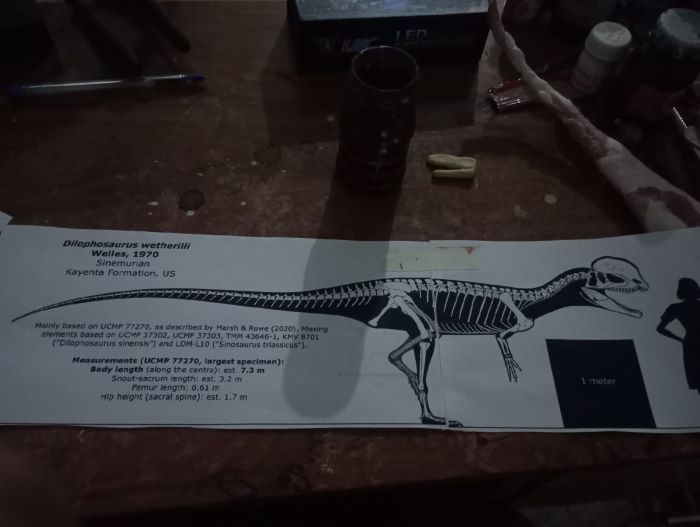 LED
Dilophosaurus wetherilli
Welles, 1970
Sinemurian
Kayenta Formation, US
Mainly based on UCMP 77270, as described by Marsh & Rowe (2020). Missing
elements based on UCMP 37302, UCMP 37303, TMM 43646-1, KMV 8701
("Dilophosaurus sinensis") and LDM-L10 ("Sinosaurus triassicus").
Measurements (UCMP 77270, largest specimen):
Body length (along the centra): est. 7.3 m
Snout-sacrum length: est. 3.2 m
Femur length: 0.61 m
Hip height (sacral spine): est. 1.7 m
1 meter